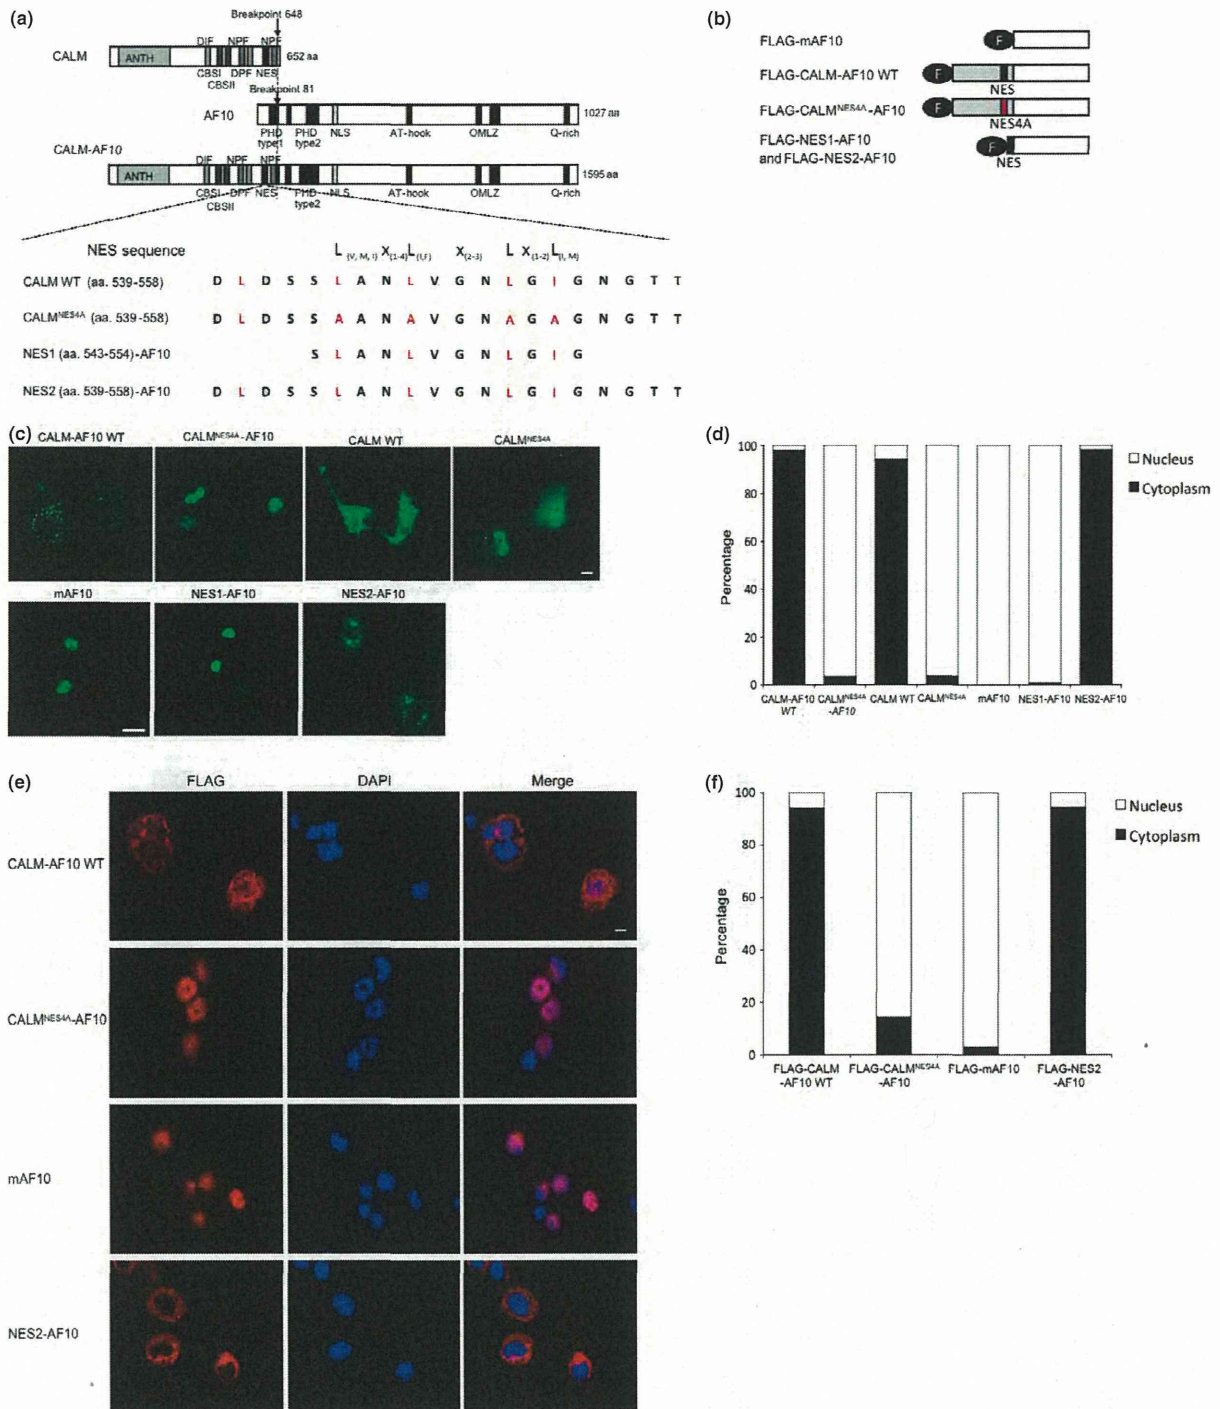 (a)
Breakpoint 648
DIF NPF NPF
CALM ANTH 652 aa
CBSI DPF NES
CBSII
Breakpoint 81
AF10 1027 aa
PHD PHD NLS AT-hook OMLZ Q-rich
type1 type2
CALM-AF10 DIF NPF NPF
ANTH 1595 aa
CBSI DPF NES PHD NLS AT-hook OMLZ Q-rich
CBSII type2
NES sequence L (V, M, I) X(1-4) L(I,F) X(2-3) L X(1-2) L(I, M)
CALM WT (aa. 539-558) D L D S S L A N L V G N L G I G N G T T
CALM^NES4A (aa. 539-558) D L D S S A A N A V G N A G A G N G T T
NES1 (aa. 543-554)-AF10 S L A N L V G N L G I G
NES2 (aa. 539-558)-AF10 D L D S S L A N L V G N L G I G N G T T
(b)
FLAG-mAF10 F
FLAG-CALM-AF10 WT F
NES
FLAG-CALM^NES4A-AF10 F
NES4A
FLAG-NES1-AF10
and FLAG-NES2-AF10 F
NES
(c)
CALM-AF10 WT CALM^NES4A-AF10 CALM WT CALM^NES4A
mAF10 NES1-AF10 NES2-AF10
(d)
Percentage
100
80
60
40
20
0
CALM-AF10 WT
CALM^NES4A -AF10
CALM WT
CALM^NES4A
mAF10
NES1-AF10
NES2-AF10
Nucleus
Cytoplasm
(e)
FLAG DAPI Merge
CALM-AF10 WT
CALM^NES4A-AF10
mAF10
NES2-AF10
(f)
Percentage
100
80
60
40
20
0
FLAG-CALM -AF10 WT
FLAG-CALM^NES4A -AF10
FLAG-mAF10
FLAG-NES2 -AF10
Nucleus
Cytoplasm